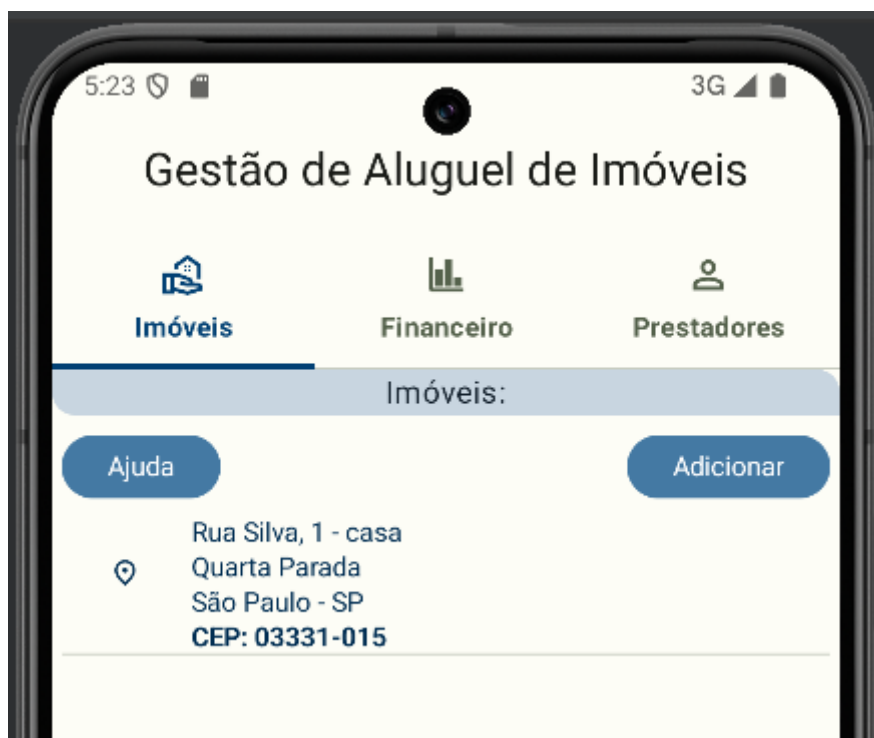 5:23
3G
Gestão de Aluguel de Imóveis
Imóveis
Financeiro
Prestadores
Imóveis:
Ajuda
Adicionar
Rua Silva, 1 - casa
Quarta Parada
São Paulo - SP
CEP: 03331-015